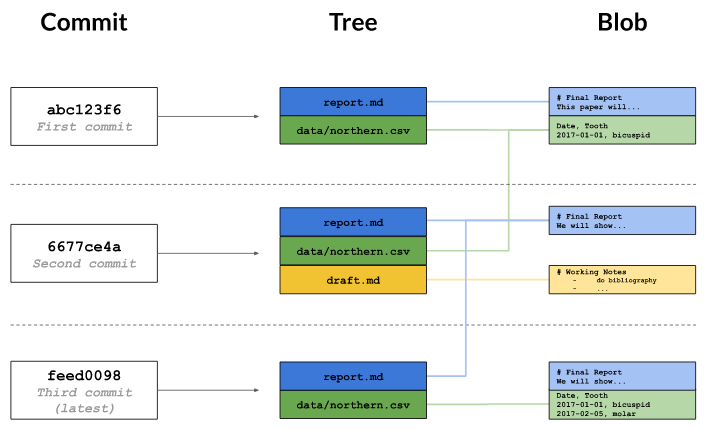 Commit
Tree
Blob
abc123f6
First commit
report.md
data/northern.csv
# Final Report
This paper will...
Date, Tooth
2017-01-01, bicuspid
6677ce4a
Second commit
report.md
data/northern.csv
draft.md
# Final Report
We will show...
# Working Notes
- do bibliography
- ...
feed0098
Third commit
(latest)
report.md
data/northern.csv
# Final Report
We will show...
Date, Tooth
2017-01-01, bicuspid
2017-02-05, molar